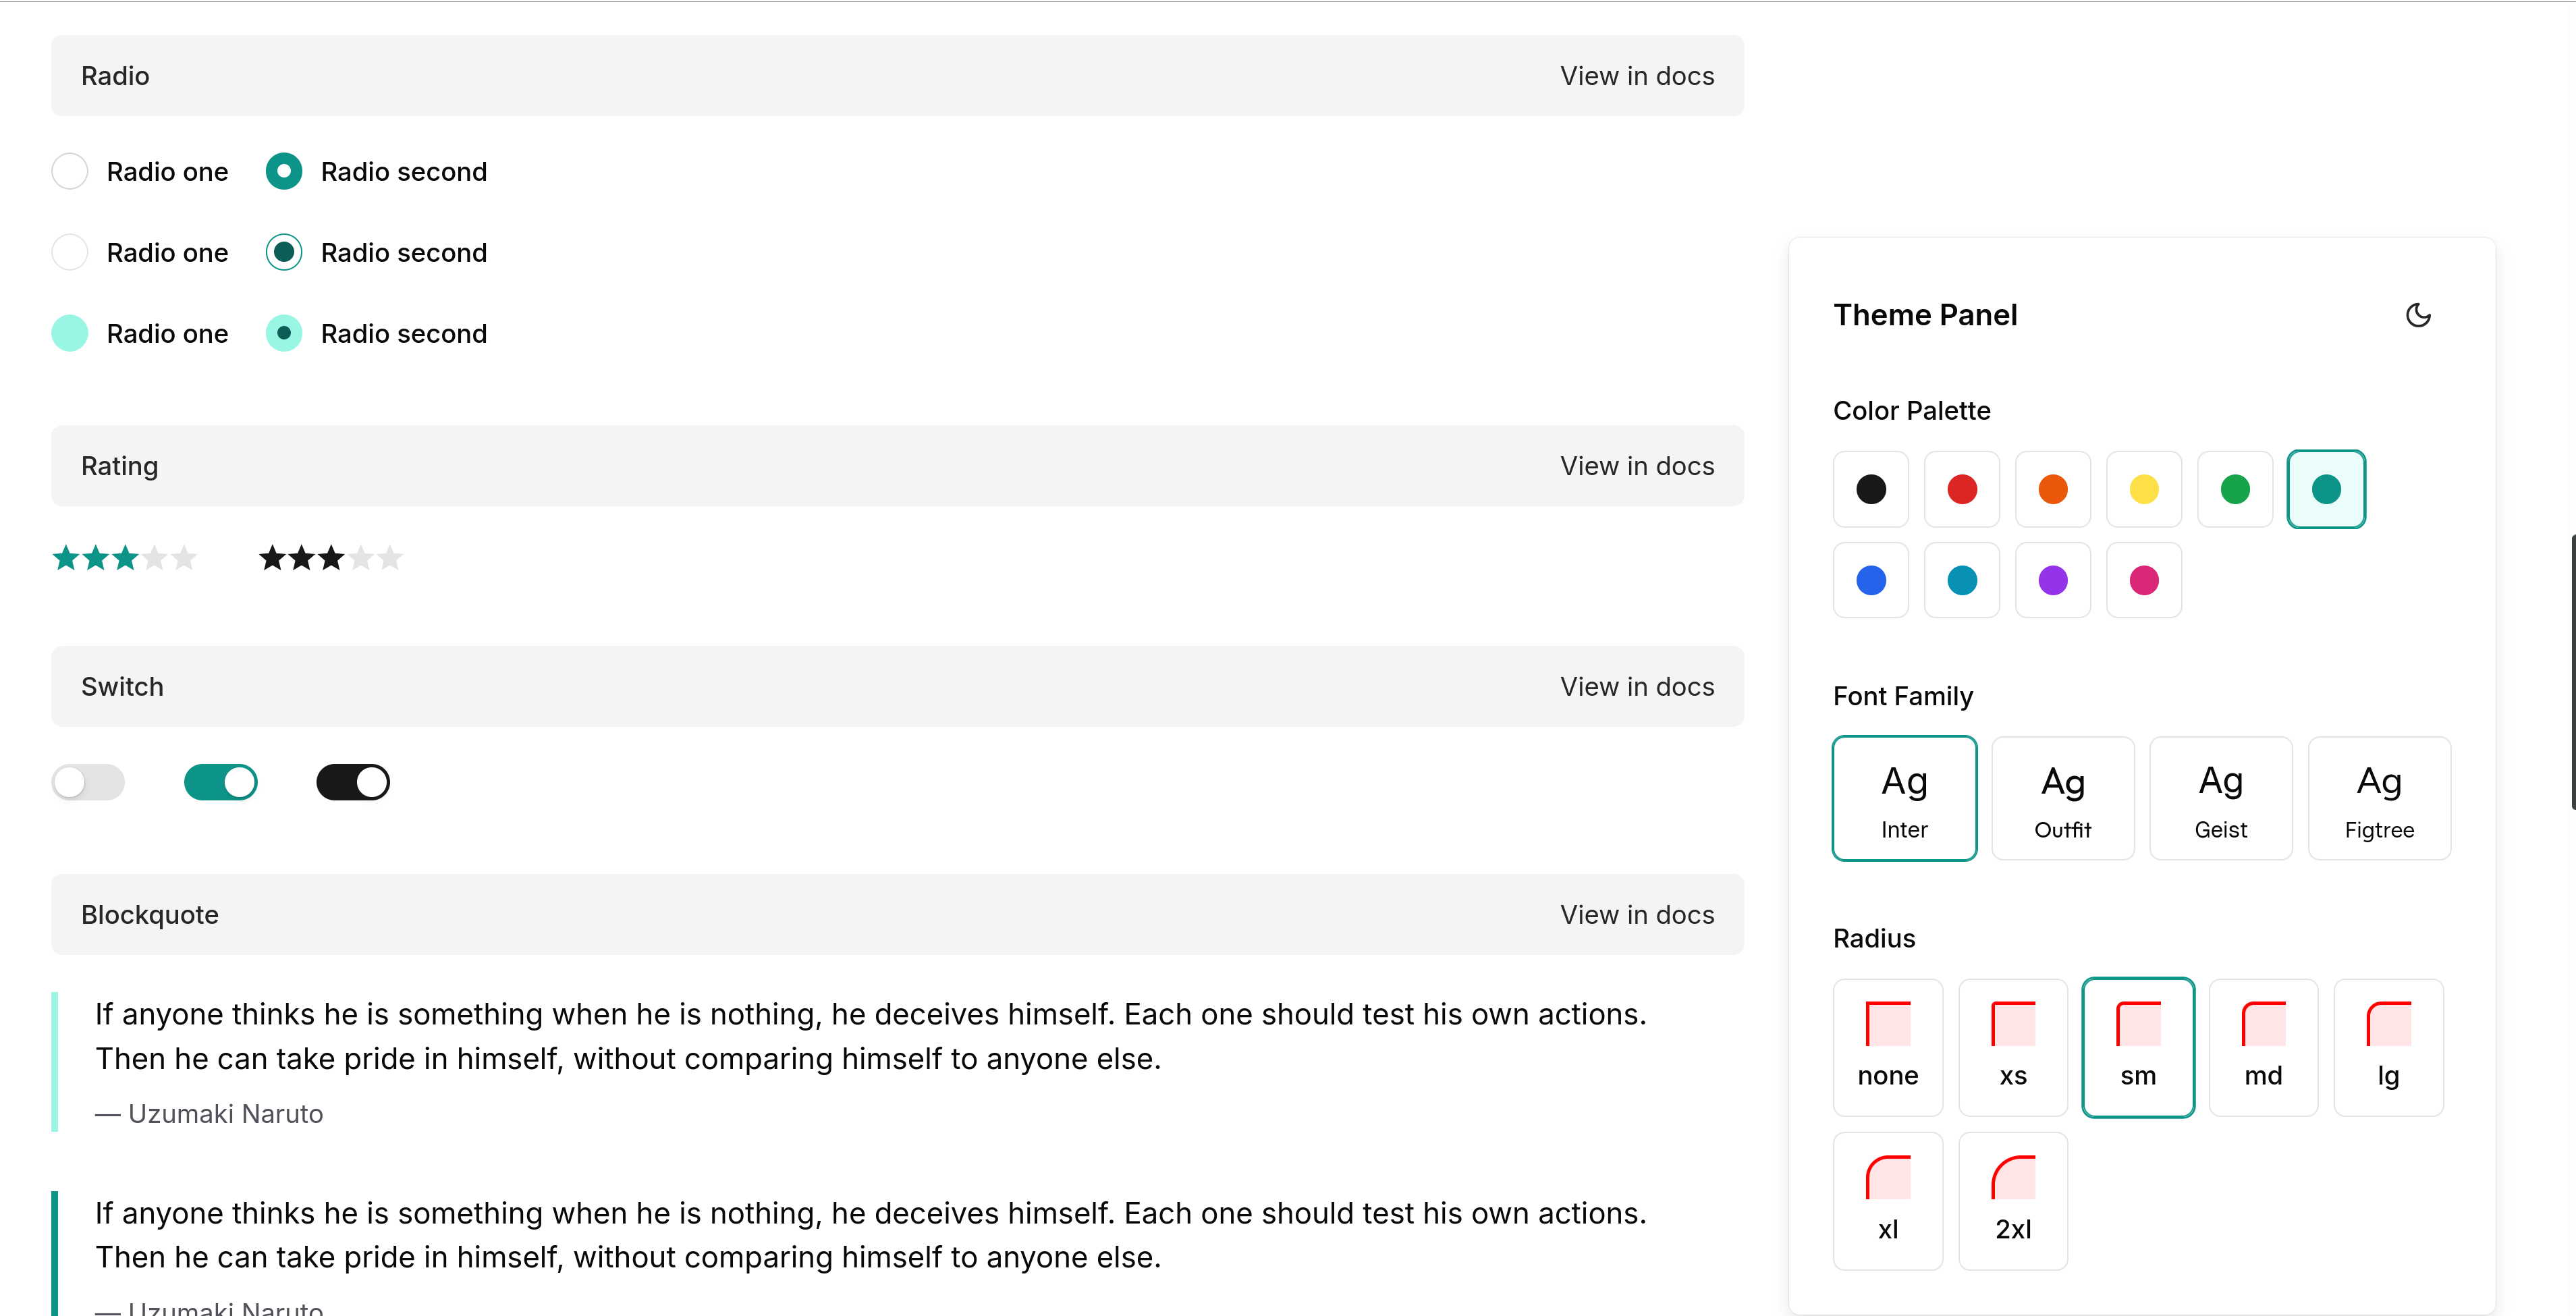 Radio
View in docs
Radio one
Radio second
Radio one
Radio second
Radio one
Radio second
Rating
View in docs
Switch
View in docs
Blockquote
View in docs
If anyone thinks he is something when he is nothing, he deceives himself. Each one should test his own actions.
Then he can take pride in himself, without comparing himself to anyone else.
— Uzumaki Naruto
If anyone thinks he is something when he is nothing, he deceives himself. Each one should test his own actions.
Then he can take pride in himself, without comparing himself to anyone else.
— Uzumaki Naruto
Theme Panel
Color Palette
Font Family
Ag
Inter
Ag
Outfit
Ag
Geist
Ag
Figtree
Radius
none
xs
sm
md
lg
xl
2xl